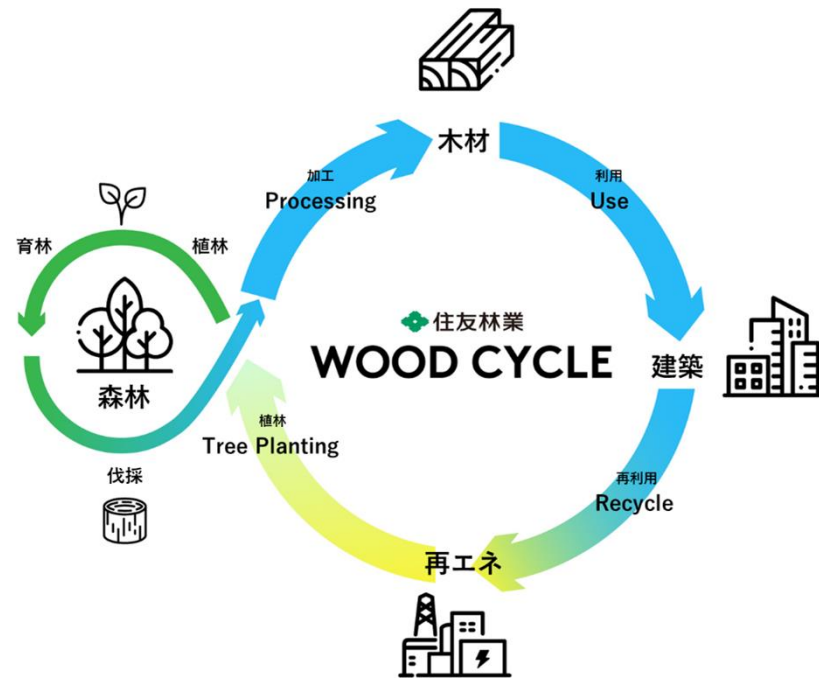 木材
加工
Processing
利用
Use
育林
植林
森林
伐採
住友林業
WOOD CYCLE
建築
植林
Tree Planting
再利用
Recycle
再エネ